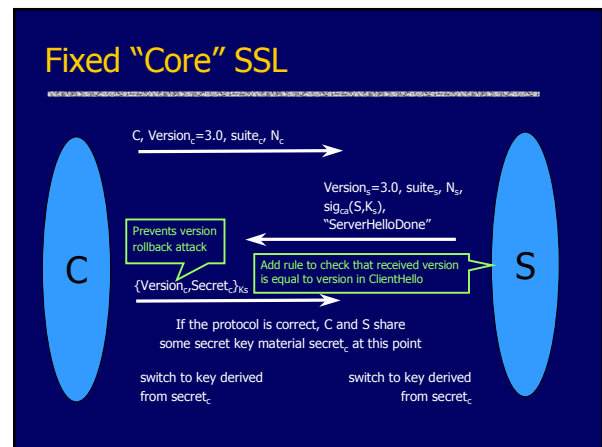 Fixed “Core” SSL
C, Version_c=3.0, suite_c, N_c
Version_s=3.0, suite_s, N_s,
sig_ca(S,K_s),
“ServerHelloDone”
Prevents version
rollback attack
C
S
Add rule to check that received version
is equal to version in ClientHello
{Version_c,Secret_c}_Ks
If the protocol is correct, C and S share
some secret key material secret_c at this point
switch to key derived
from secret_c
switch to key derived
from secret_c